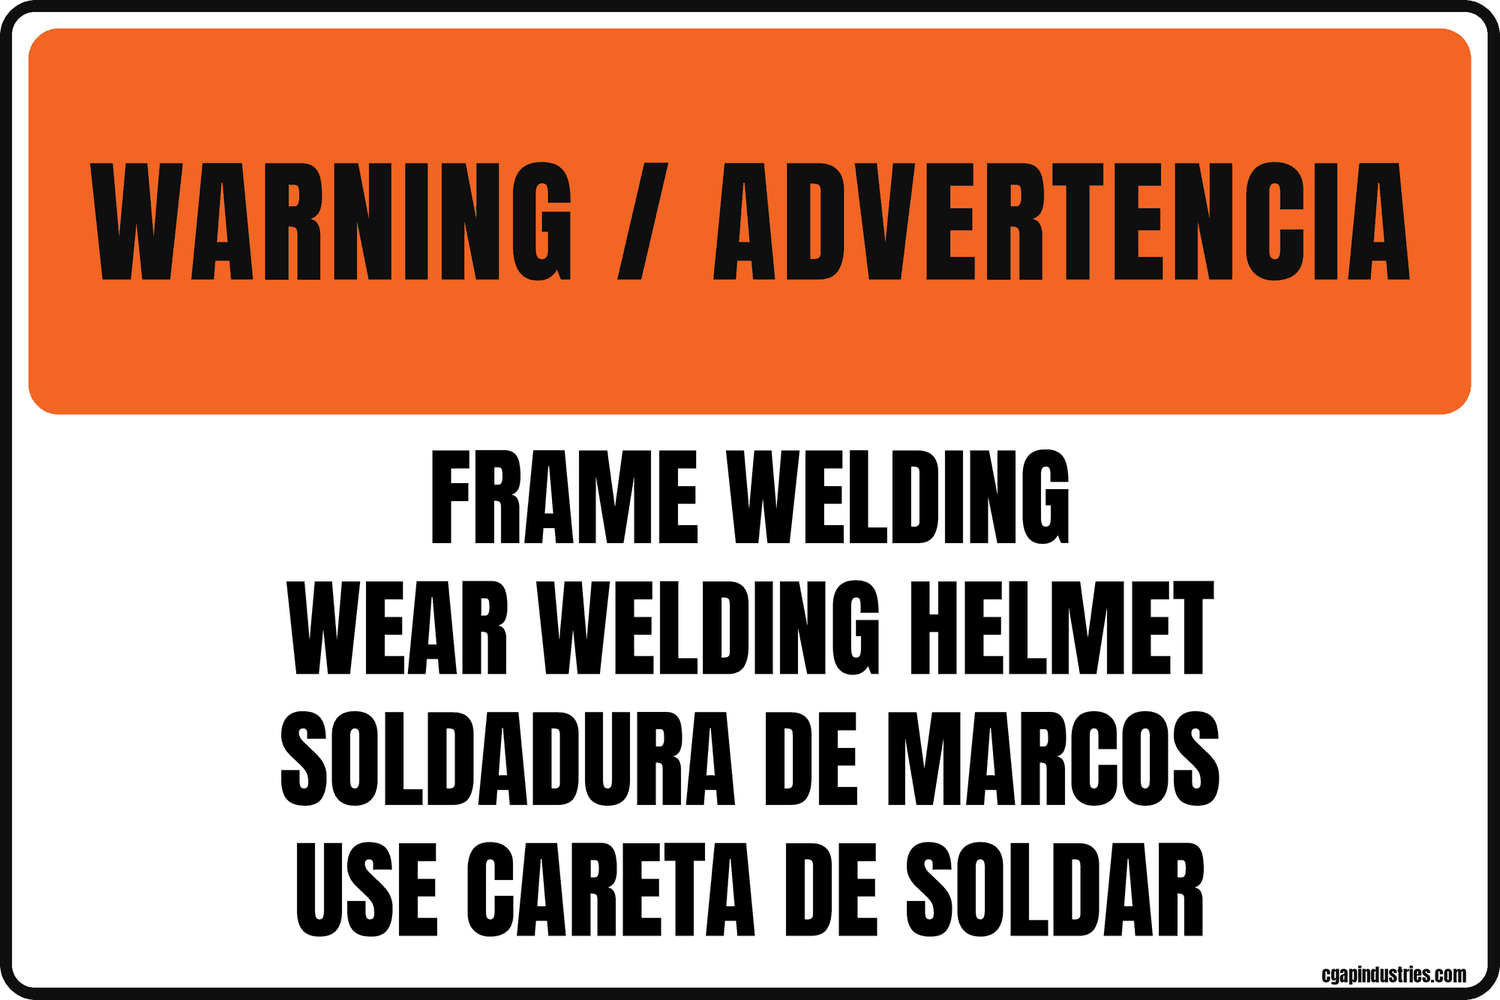 WARNING / ADVERTENCIA
FRAME WELDING
WEAR WELDING HELMET
SOLDADURA DE MARCOS
USE CARETA DE SOLDAR
cgapindustries.com